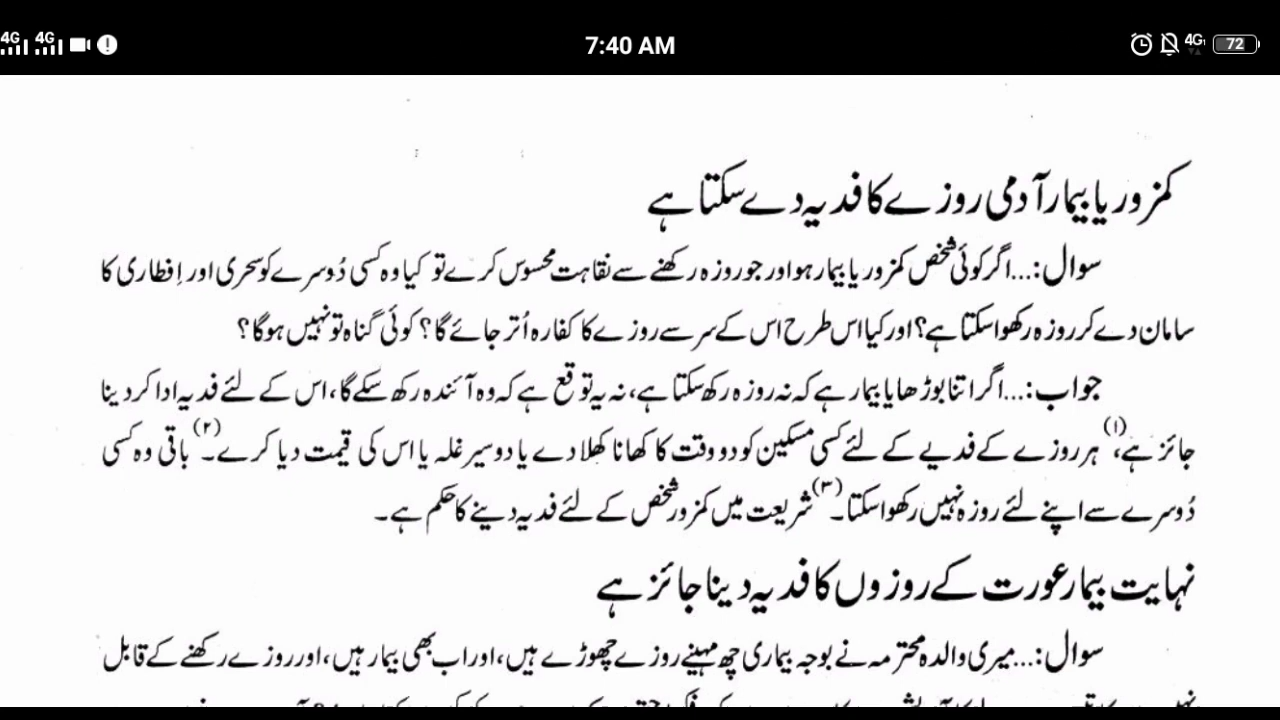 4G 4G 7:40 AM 4G 72
کمزور یا بیمار آدمی روزے کا فدیہ دے سکتا ہے
سوال:...اگر کوئی شخص کمزور یا بیمار ہو اور جو روزہ رکھنے سے نقاہت محسوس کرے تو کیا وہ کسی دُوسرے کو سحری اور اِفطاری کا
سامان دے کر روزہ رکھوا سکتا ہے؟ اور کیا اس طرح اس کے سر سے روزے کا کفارہ اُتر جائے گا؟ کوئی گناہ تو نہیں ہوگا؟
جواب:...اگر اتنا بوڑھا یا بیمار ہے کہ نہ روزہ رکھ سکتا ہے، نہ یہ توقع ہے کہ وہ آئندہ رکھ سکے گا، اس کے لئے فدیہ ادا کر دینا
جائز ہے،(۱) ہر روزے کے فدیے کے لئے کسی مسکین کو دو وقت کا کھانا کھلا دے یا دو سیر غلہ یا اس کی قیمت دیا کرے۔(۲) باقی وہ کسی
دُوسرے سے اپنے لئے روزہ نہیں رکھوا سکتا۔(۳) شریعت میں کمزور شخص کے لئے فدیہ دینے کا حکم ہے۔
نہایت بیمار عورت کے روزوں کا فدیہ دینا جائز ہے
سوال:...میری والدہ محترمہ نے بوجہ بیماری چھ مہینے روزے چھوڑے ہیں، اور اب بھی بیمار ہیں، اور روزے رکھنے کے قابل